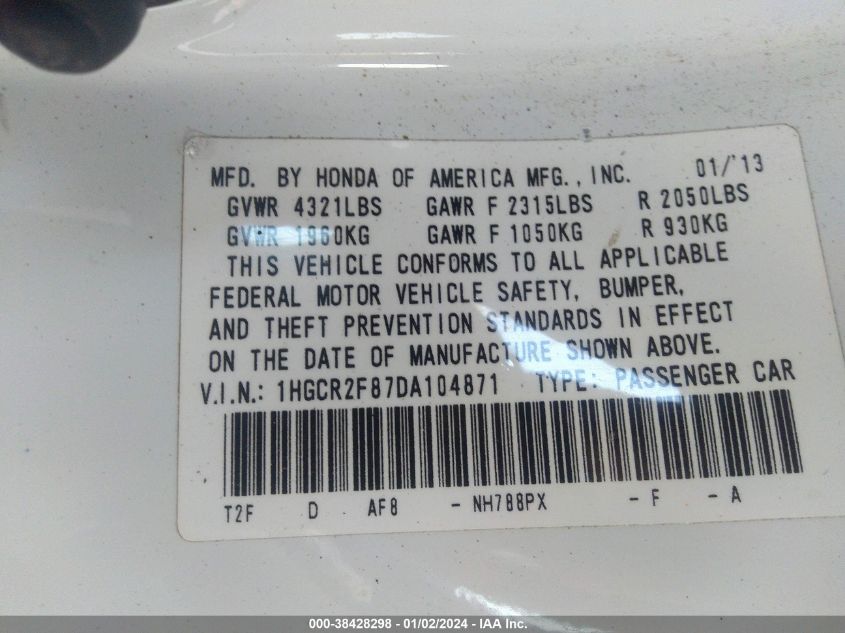 MFD. BY HONDA OF AMERICA MFG., INC. 01/'13
GVWR 4321LBS GAWR F 2315LBS R 2050LBS
GVWR 1960KG GAWR F 1050KG R 930KG
THIS VEHICLE CONFORMS TO ALL APPLICABLE
FEDERAL MOTOR VEHICLE SAFETY, BUMPER,
AND THEFT PREVENTION STANDARDS IN EFFECT
ON THE DATE OF MANUFACTURE SHOWN ABOVE.
V.I.N.: 1HGCR2F87DA104871 TYPE: PASSENGER CAR
T2F D AF8 - NH788PX - F - A
000-38428298 - 01/02/2024 - IAA Inc.